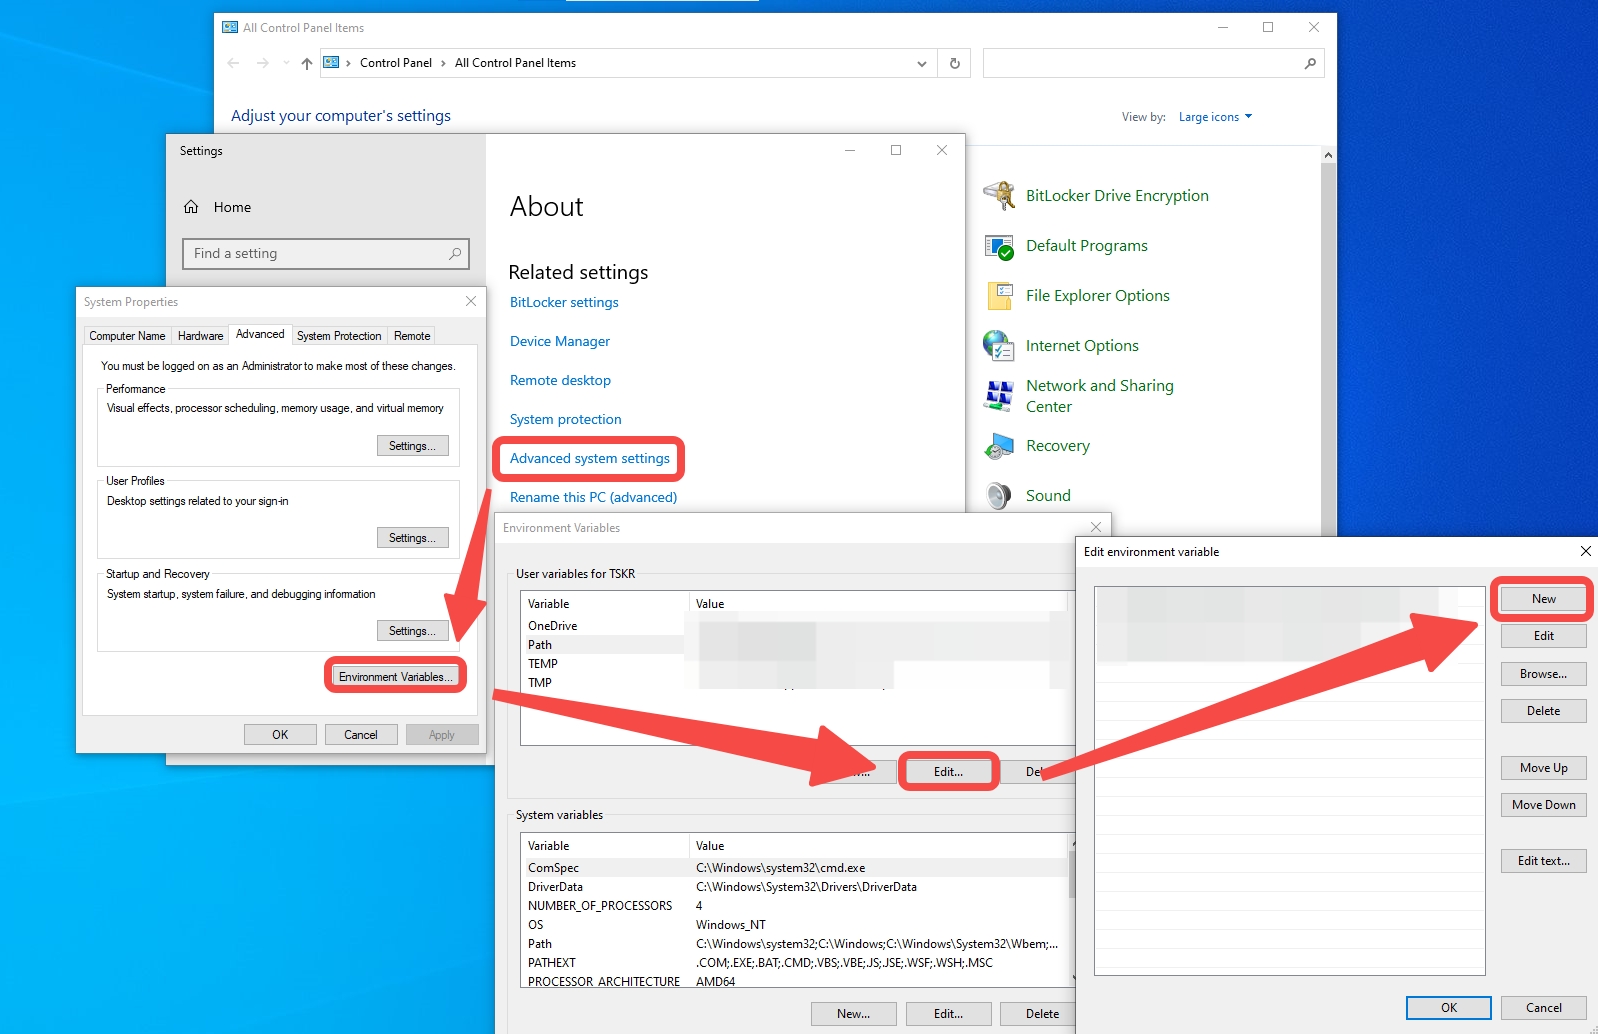 All Control Panel Items
Control Panel
All Control Panel Items
Adjust your computer's settings
View by:
Large icons
BitLocker Drive Encryption
Default Programs
File Explorer Options
Internet Options
Network and Sharing
Center
Recovery
Sound
Settings
Home
Find a setting
About
Related settings
BitLocker settings
Device Manager
Remote desktop
System protection
Advanced system settings
Rename this PC (advanced)
System Properties
Computer Name
Hardware
Advanced
System Protection
Remote
You must be logged on as an Administrator to make most of these changes.
Performance
Visual effects, processor scheduling, memory usage, and virtual memory
Settings...
User Profiles
Desktop settings related to your sign-in
Settings...
Startup and Recovery
System startup, system failure, and debugging information
Settings...
Environment Variables...
OK
Cancel
Apply
Environment Variables
User variables for TSKR
Variable Value
OneDrive
Path
TEMP
TMP
Edit...
System variables
Variable Value
ComSpec C:\Windows\system32\cmd.exe
DriverData C:\Windows\System32\Drivers\DriverData
NUMBER_OF_PROCESSORS 4
OS Windows_NT
Path C:\Windows\system32;C:\Windows;C:\Windows\System32\Wbem;...
PATHEXT .COM;.EXE;.BAT;.CMD;.VBS;.VBE;.JS;.JSE;.WSF;.WSH;.MSC
PROCESSOR_ARCHITECTURE AMD64
New...
Edit...
Delete
Edit environment variable
New
Edit
Browse...
Delete
Move Up
Move Down
Edit text...
OK
Cancel